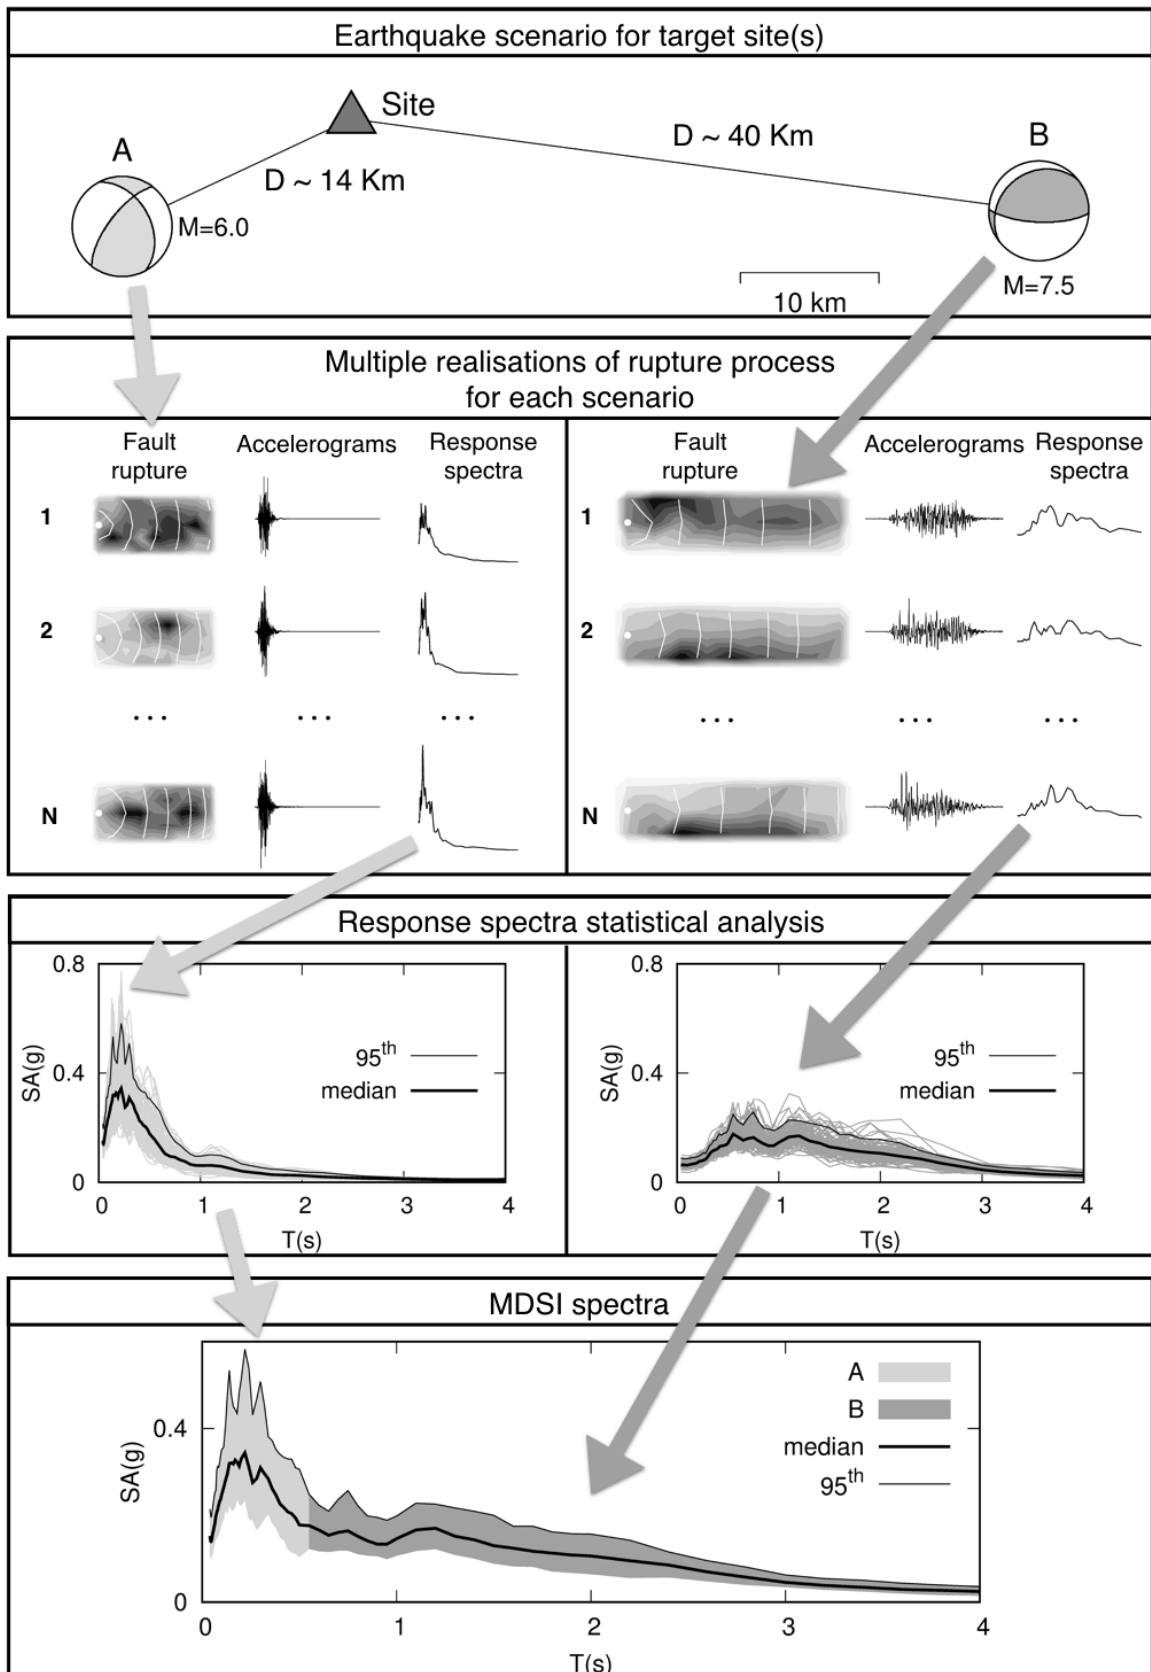 Earthquake scenario for target site(s)
Site
A
B
D ~ 40 Km
D ~ 14 Km
M=6.0
M=7.5
10 km
Multiple realisations of rupture process
for each scenario
Fault
rupture
Accelerograms
Response
spectra
1
2
... ... ...
N
Fault
rupture
Accelerograms
Response
spectra
1
2
... ... ...
N
Response spectra statistical analysis
0.8
0.4
0
SA(g)
95th
median
0 1 2 3 4
T(s)
0.8
0.4
0
SA(g)
95th
median
0 1 2 3 4
T(s)
MDSI spectra
A
B
median
95th
0.4
0
SA(g)
0 1 2 3 4
T(s)